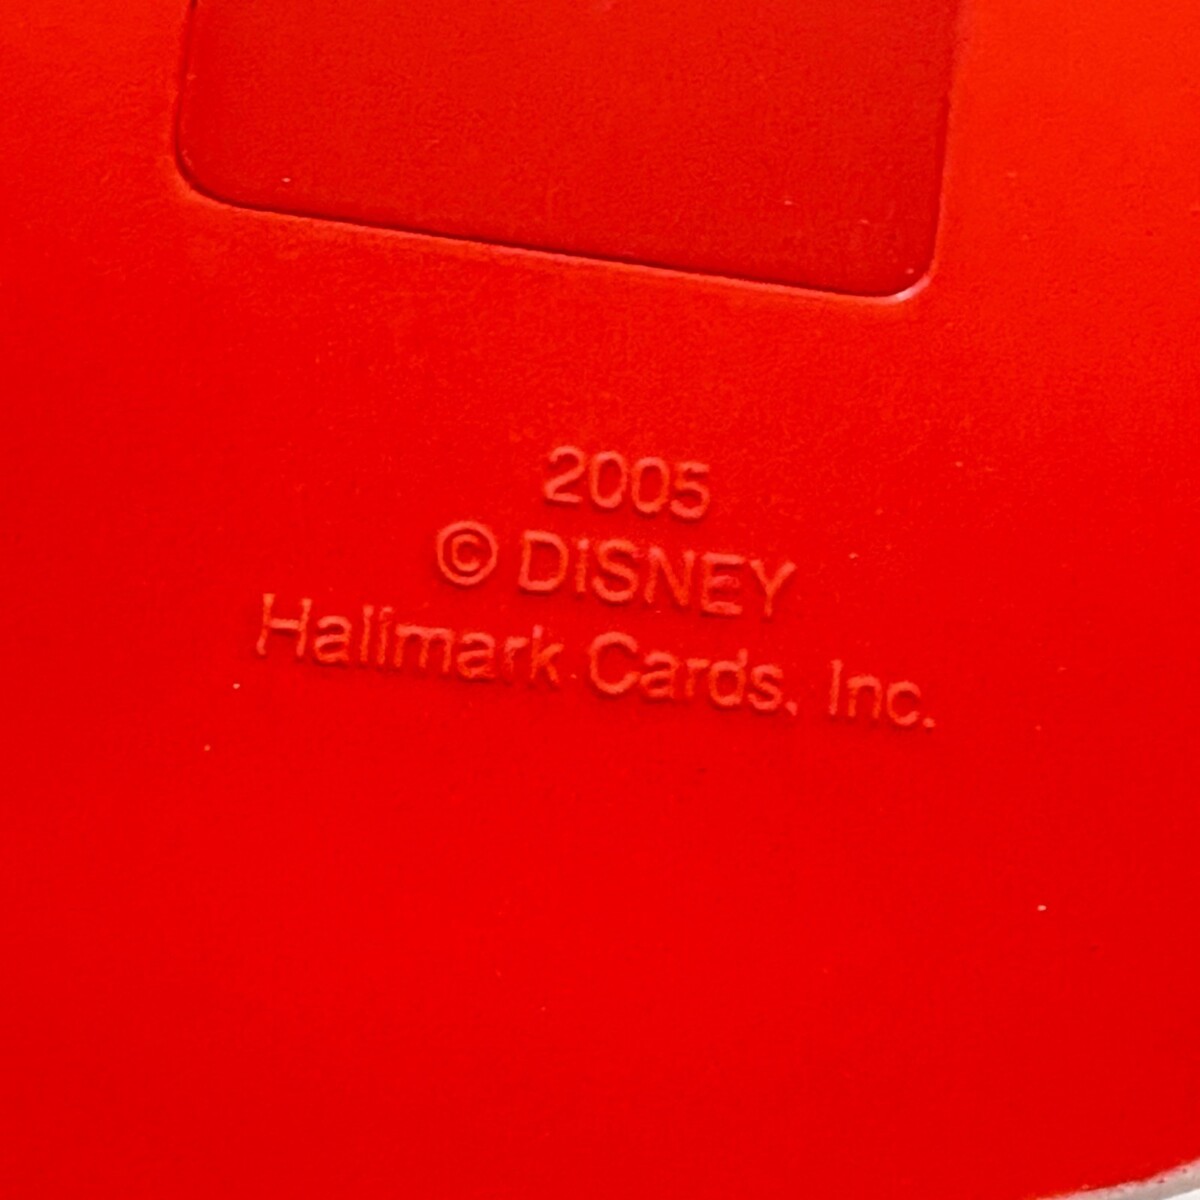 2005
© DISNEY
Hallmark Cards, Inc.